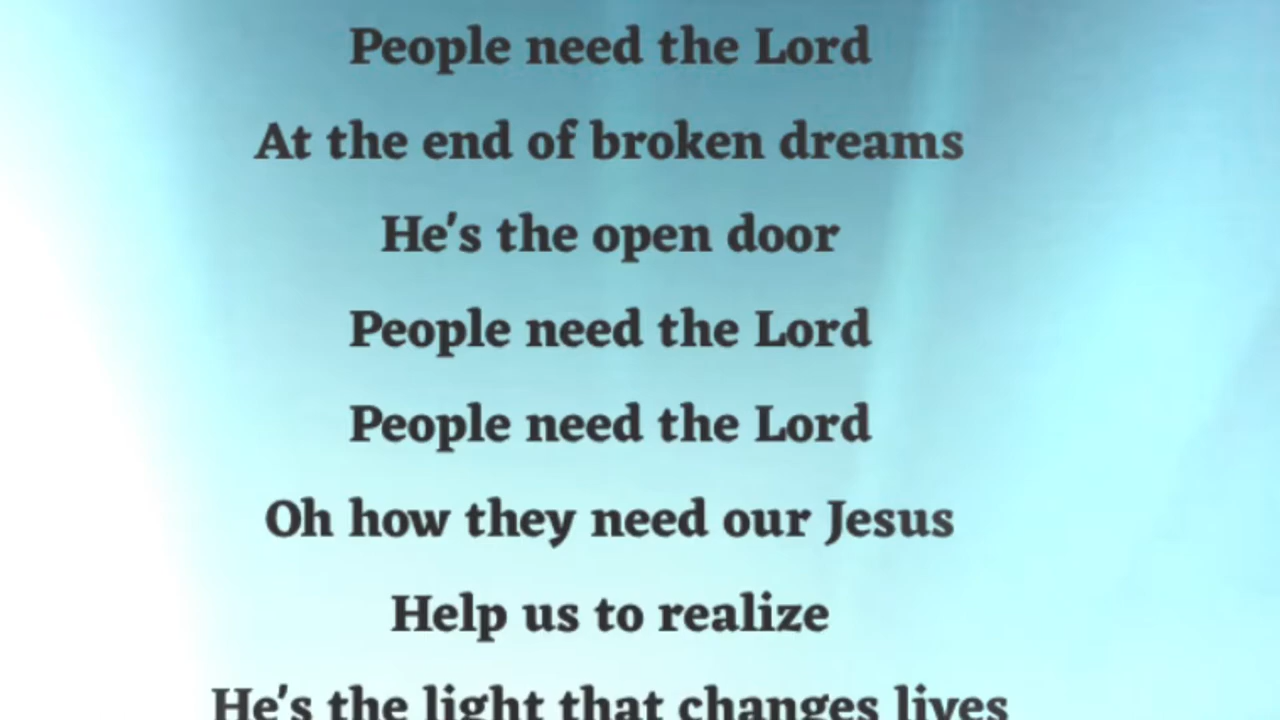 People need the Lord
At the end of broken dreams
He's the open door
People need the Lord
People need the Lord
Oh how they need our Jesus
Help us to realize
He's the light that changes lives